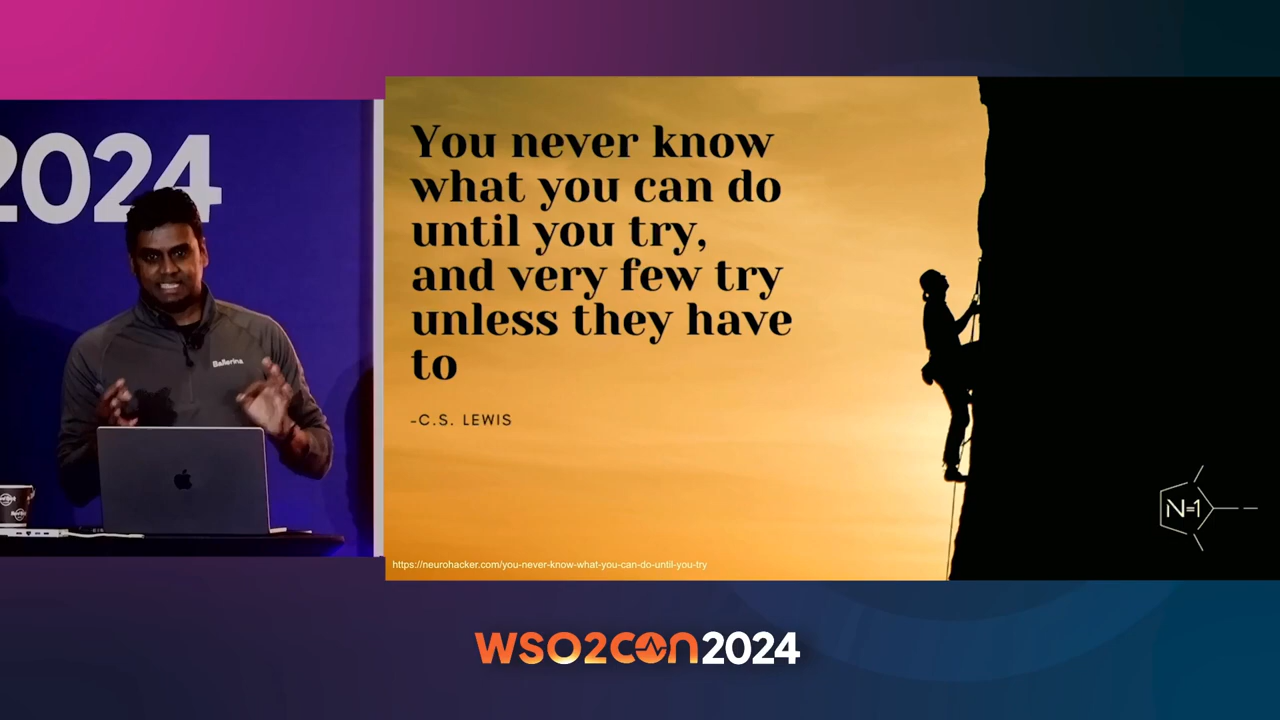 2024
Ballerina
You never know
what you can do
until you try,
and very few try
unless they have
to
-C.S. LEWIS
N=1
https://neurohacker.com/you-never-know-what-you-can-do-until-you-try
WSO2CON2024